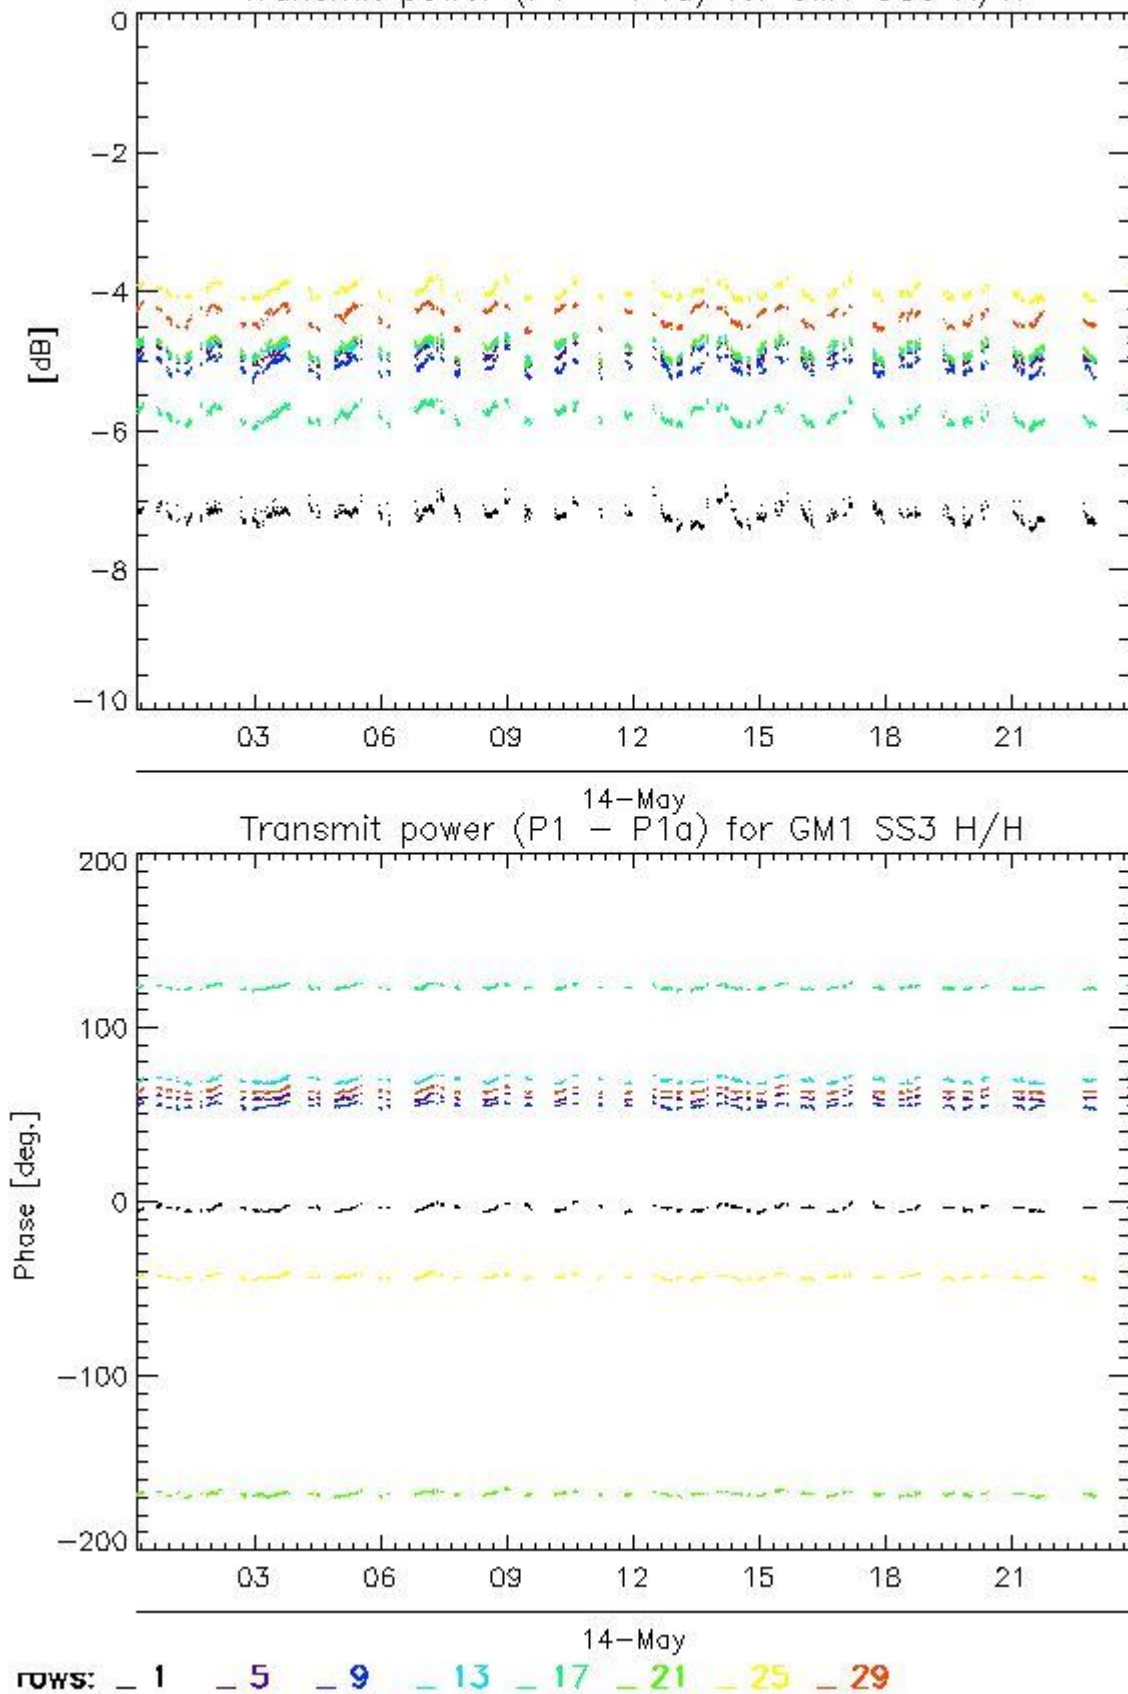 0
−2
−4
[dB]
−6
−8
−10
03 06 09 12 15 18 21
14−May
Transmit power (P1 − P1a) for GM1 SS3 H/H
200
100
0
Phase [deg.]
−100
−200
03 06 09 12 15 18 21
14−May
rows: _ 1 _ 5 _ 9 _ 13 _ 17 _ 21 _ 25 _ 29